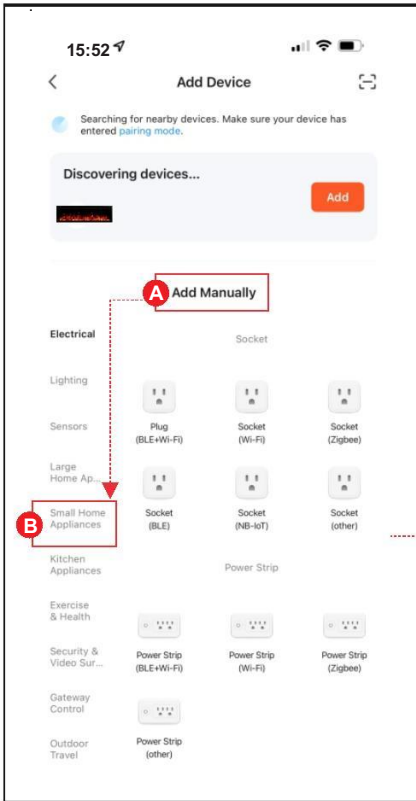 15:52
Add Device
Searching for nearby devices. Make sure your device has
entered pairing mode.
Discovering devices...
Add
A
Add Manually
Electrical
Socket
Lighting
Sensors
Plug
(BLE+Wi-Fi)
Socket
(Wi-Fi)
Socket
(Zigbee)
Large
Home Ap...
B
Small Home
Appliances
Socket
(BLE)
Socket
(NB-IoT)
Socket
(other)
Kitchen
Appliances
Power Strip
Exercise
& Health
Security &
Video Sur...
Power Strip
(BLE+Wi-Fi)
Power Strip
(Wi-Fi)
Power Strip
(Zigbee)
Gateway
Control
Outdoor
Travel
Power Strip
(other)